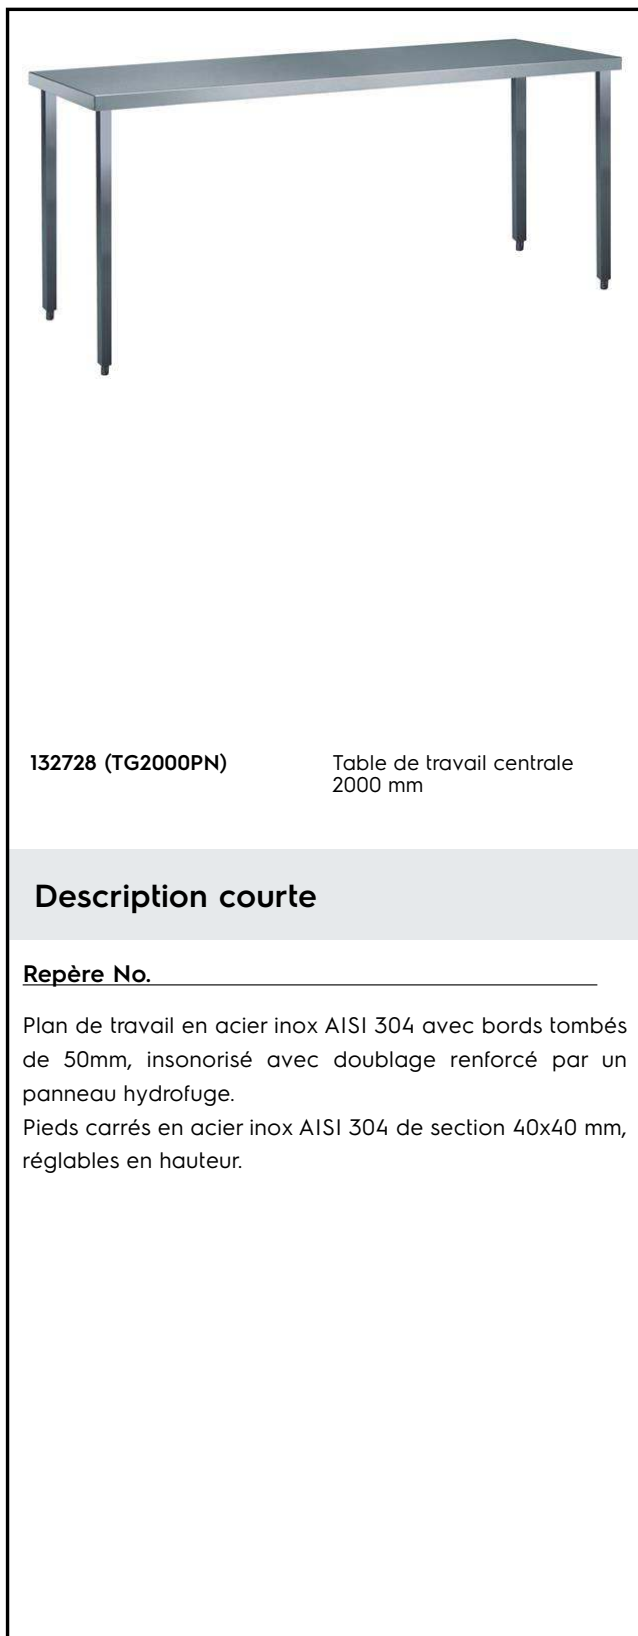 132728 (TG2000PN)
Table de travail centrale
2000 mm
Description courte
Repère No.
Plan de travail en acier inox AISI 304 avec bords tombés
de 50mm, insonorisé avec doublage renforcé par un
panneau hydrofuge.
Pieds carrés en acier inox AISI 304 de section 40x40 mm,
réglables en hauteur.